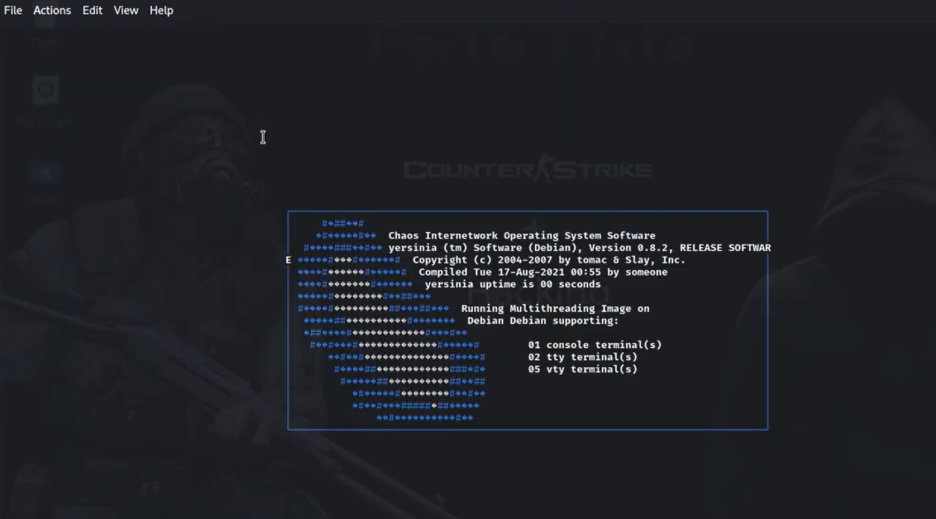 File Actions Edit View Help
COUNTER STRIKE
Chaos Internetwork Operating System Software
yersinia (tm) Software (Debian), Version 0.8.2, RELEASE SOFTWAR
E
Copyright (c) 2004-2007 by tomac & Slay, Inc.
Compiled Tue 17-Aug-2021 00:55 by someone
yersinia uptime is 00 seconds
Hacking
Running Multithreading Image on
Debian Debian supporting:
01 console terminal(s)
02 tty terminal(s)
05 vty terminal(s)